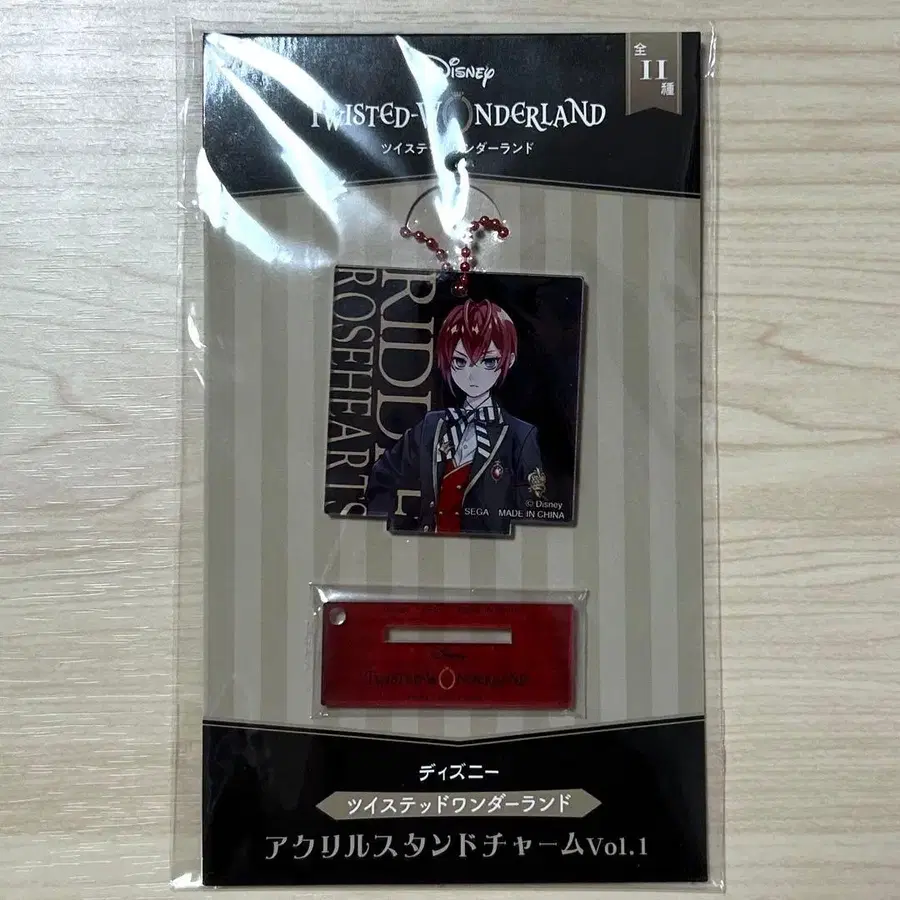 Disney
TWISTED-WONDERLAND
ツイステッドワンダーランド
全
11
種
RIDDLE
ROSEHEARTS
© Disney
SEGA MADE IN CHINA
Disney
TWISTED-WONDERLAND
ディズニー
ツイステッドワンダーランド
アクリルスタンドチャームVol.1